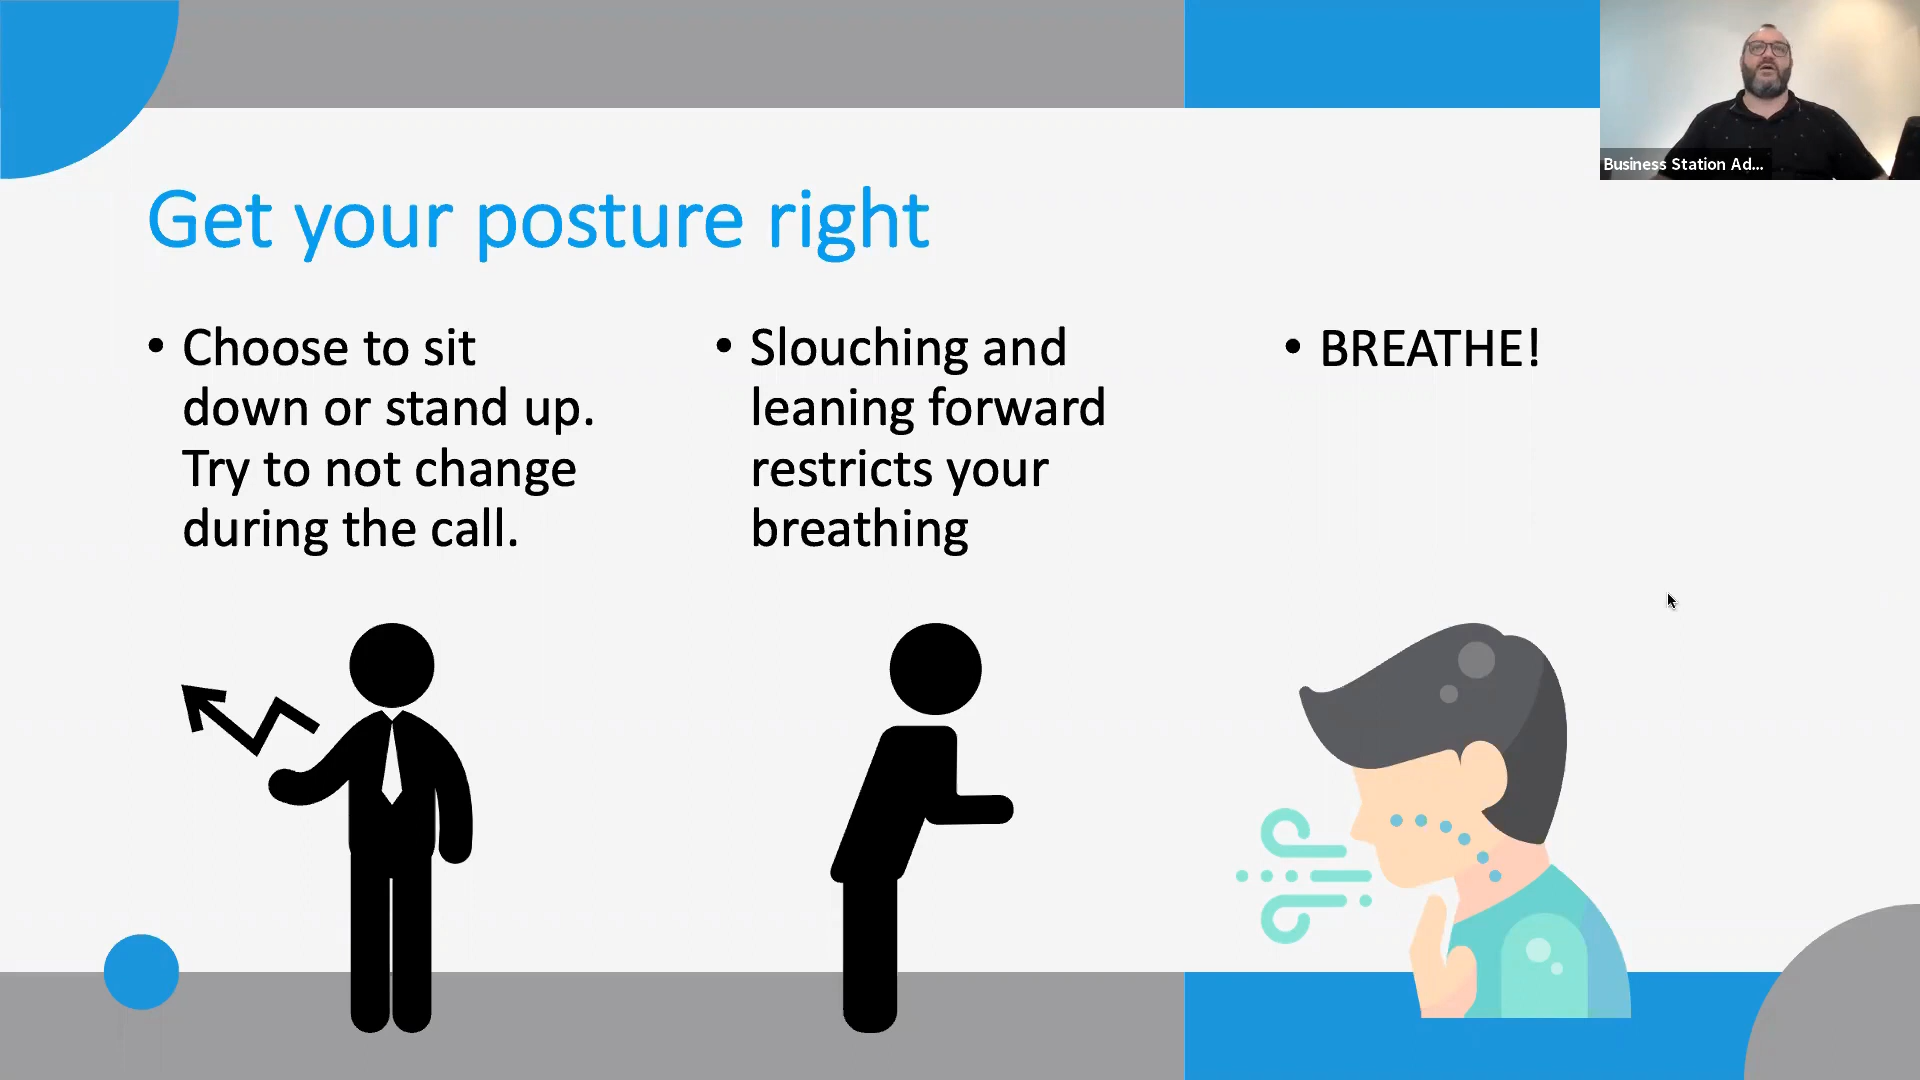 Business Station Ad...
Get your posture right
• Choose to sit
down or stand up.
Try to not change
during the call.
• Slouching and
leaning forward
restricts your
breathing
• BREATHE!